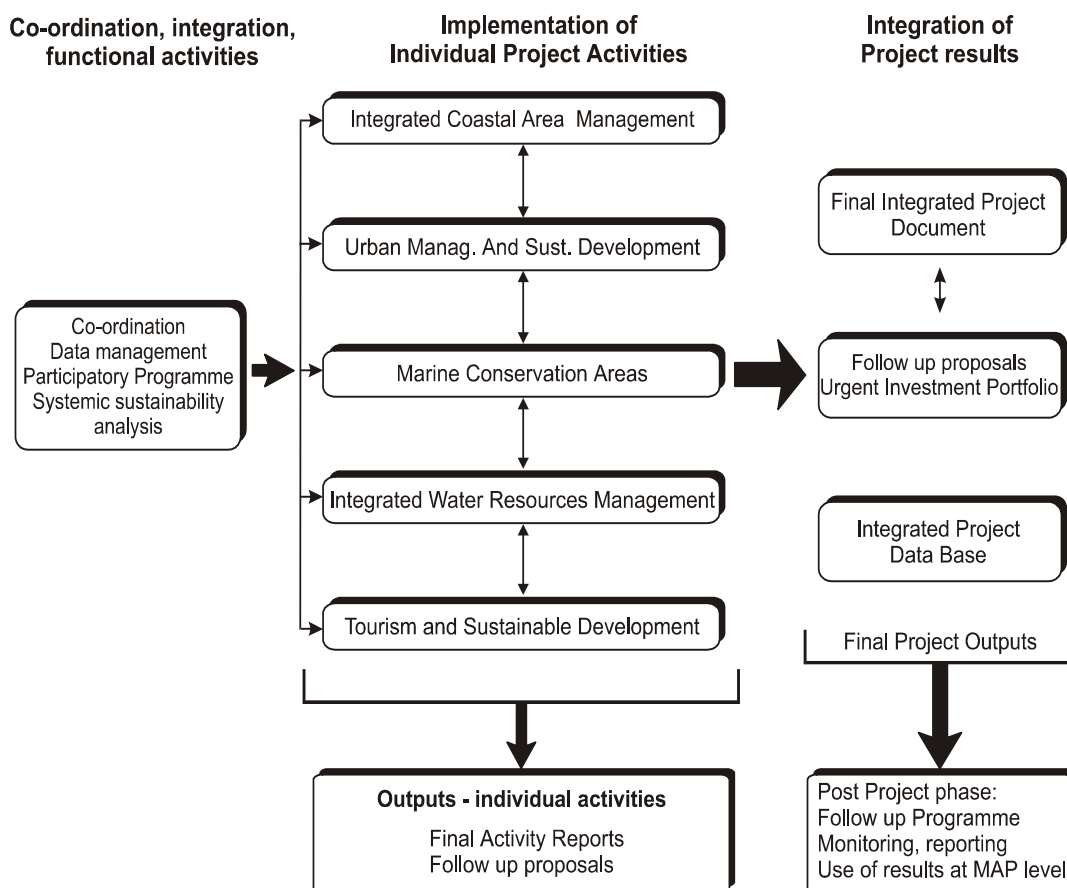 Co-ordination, integration,
functional activities
Implementation of
Individual Project Activities
Integration of
Project results
Co-ordination
Data management
Participatory Programme
Systemic sustainability
analysis
Integrated Coastal Area Management
Urban Manag. And Sust. Development
Marine Conservation Areas
Integrated Water Resources Management
Tourism and Sustainable Development
Outputs - individual activities
Final Activity Reports
Follow up proposals
Final Integrated Project
Document
Follow up proposals
Urgent Investment Portfolio
Integrated Project
Data Base
Final Project Outputs
Post Project phase:
Follow up Programme
Monitoring, reporting
Use of results at MAP level